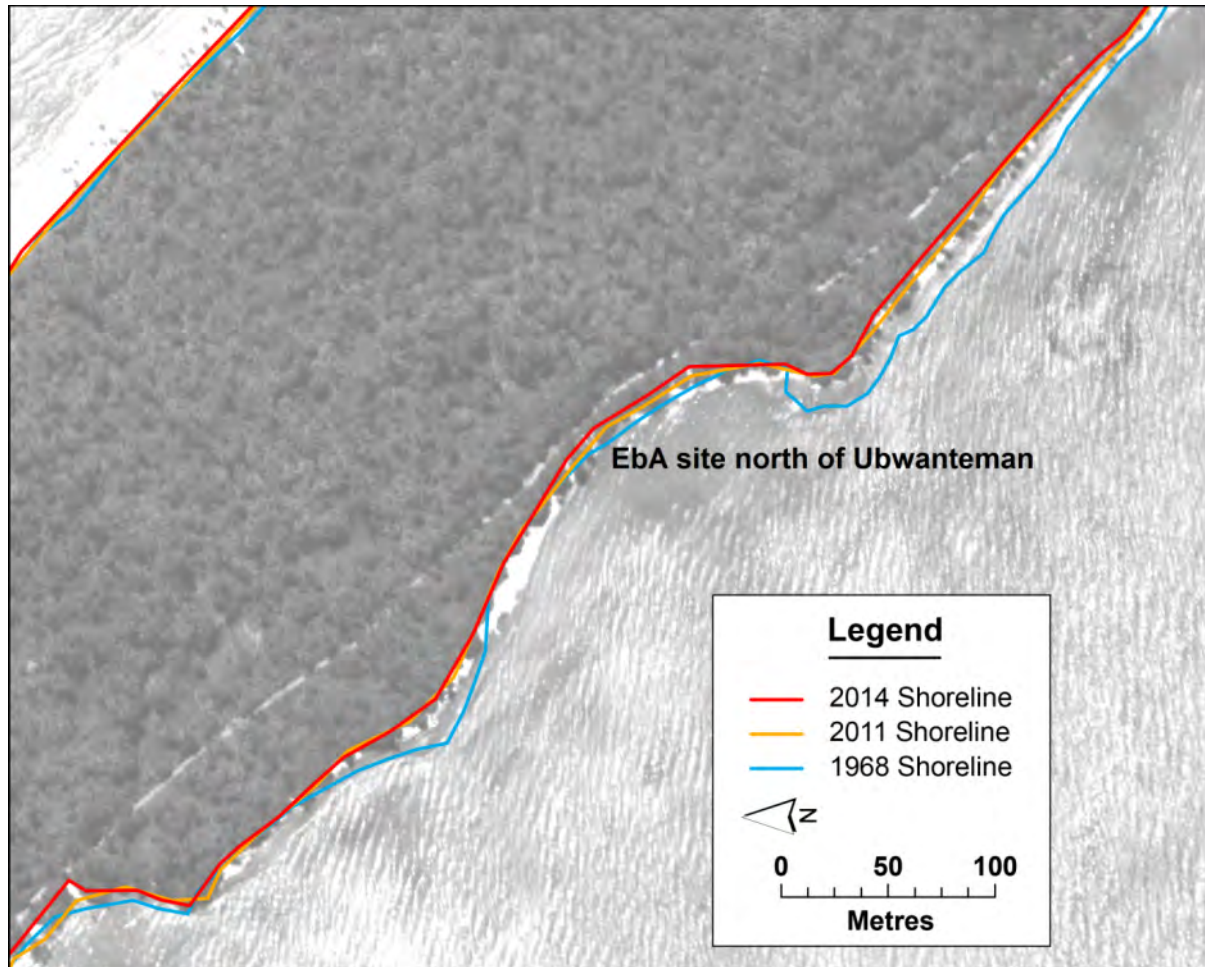 EbA site north of Ubwanteman
Legend
2014 Shoreline
2011 Shoreline
1968 Shoreline
N
0 50 100
Metres